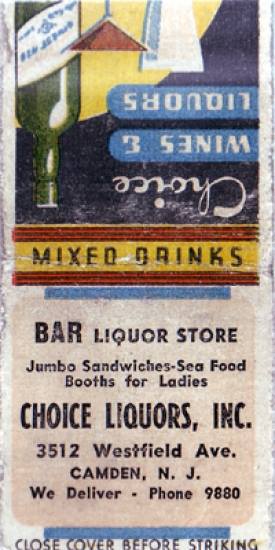 Choice
WINES &
LIQUORS
MIXED DRINKS
BAR LIQUOR STORE
Jumbo Sandwiches-Sea Food
Booths for Ladies
CHOICE LIQUORS, INC.
3512 Westfield Ave.
CAMDEN, N. J.
We Deliver - Phone 9880
CLOSE COVER BEFORE STRIKING